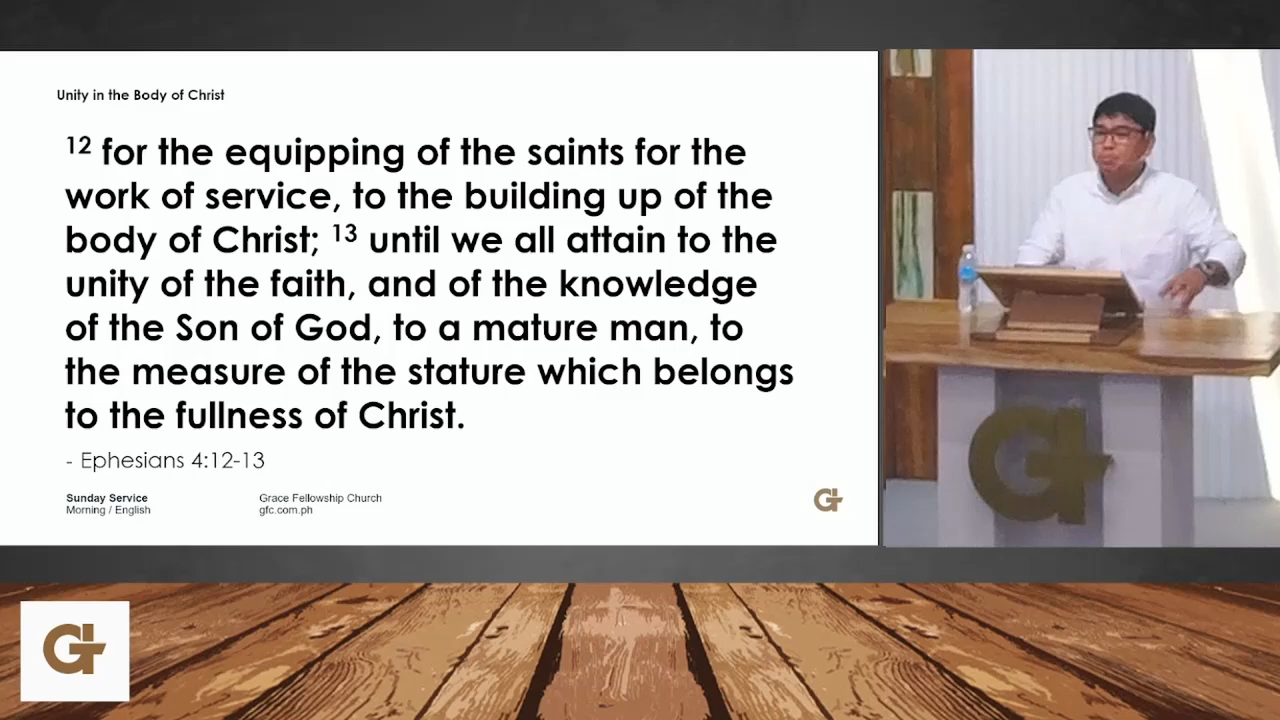 Unity in the Body of Christ
12 for the equipping of the saints for the
work of service, to the building up of the
body of Christ; 13 until we all attain to the
unity of the faith, and of the knowledge
of the Son of God, to a mature man, to
the measure of the stature which belongs
to the fullness of Christ.
- Ephesians 4:12-13
Sunday Service
Morning / English
Grace Fellowship Church
gfc.com.ph